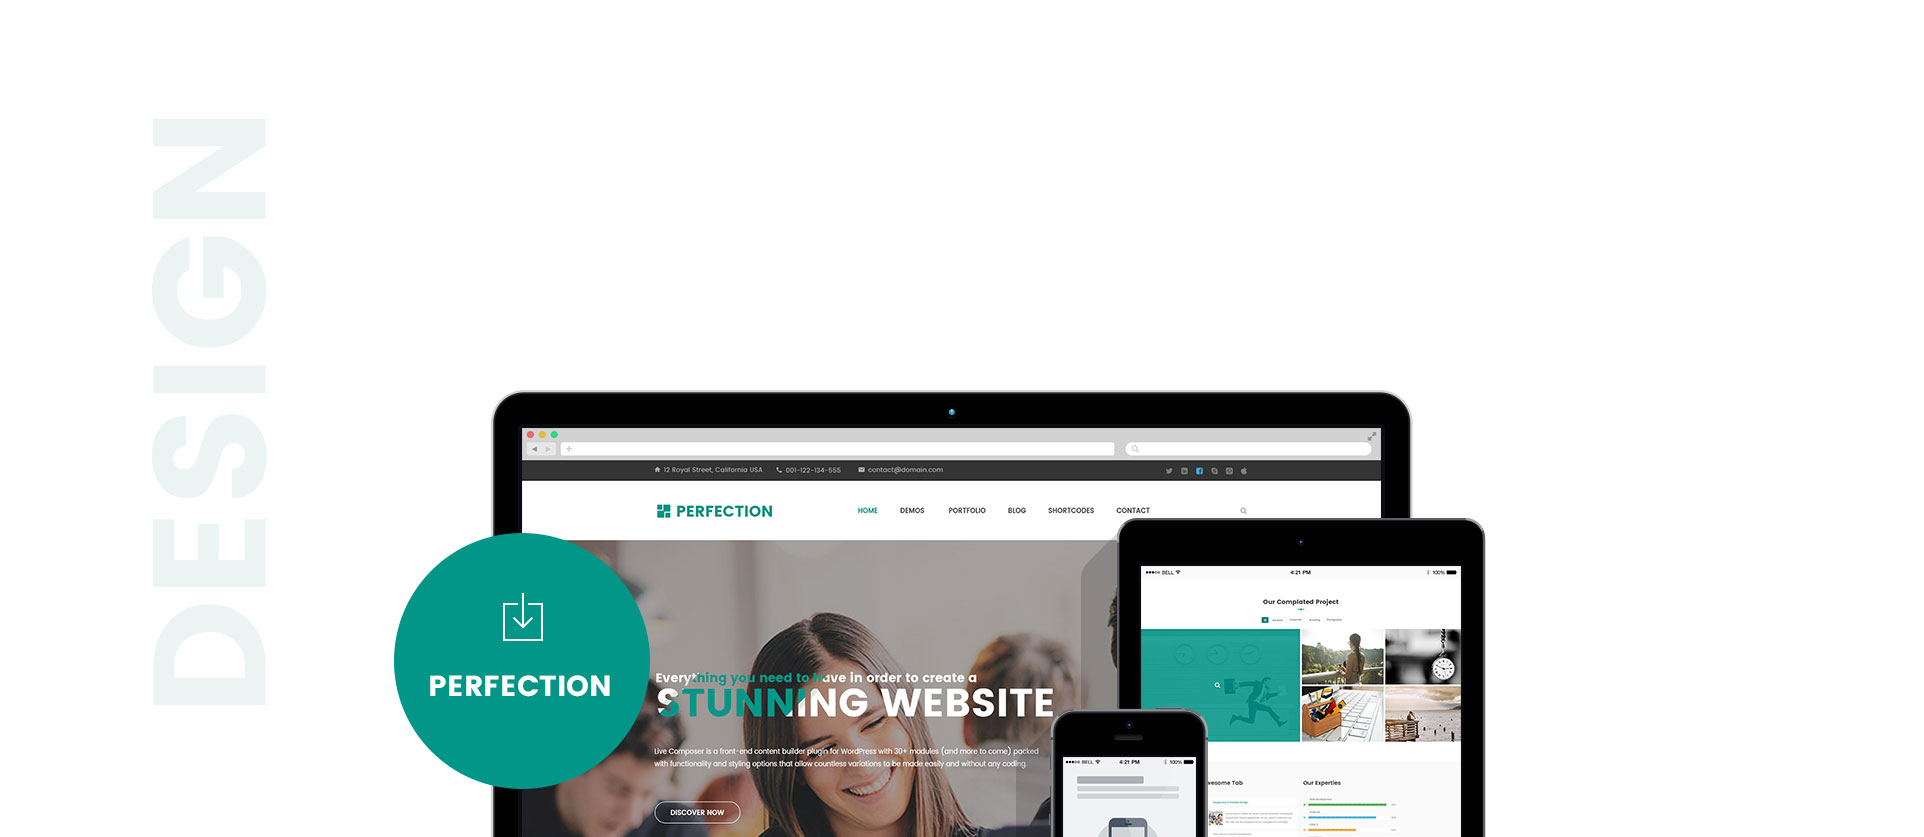 DESIGN
12 Royal Street, California USA
001-122-134-555
contact@domain.com
PERFECTION
HOME
DEMOS
PORTFOLIO
BLOG
SHORTCODES
CONTACT
PERFECTION
Everything you need to have in order to create a
STUNNING WEBSITE
Live Composer is a front-end content builder plugin for WordPress with 30+ modules (and more to come) packed
with functionality and styling options that allow countless variations to be made easily and without any coding
DISCOVER NOW
BELL
4:21 PM
100%
Our Complated Project
Photography
wesome Tab
Our Experties
BELL
4:21 PM
100%